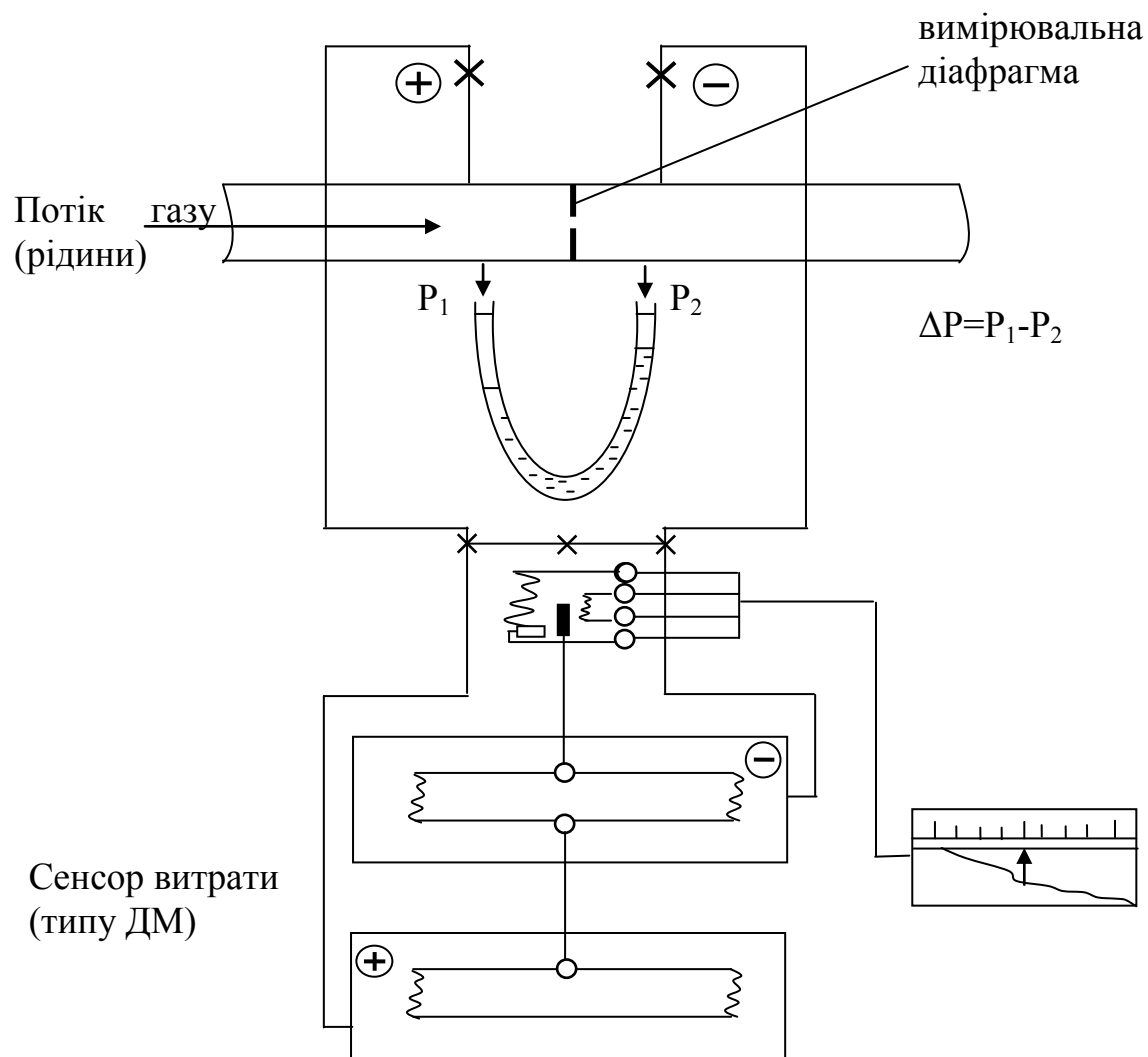 вимірювальна
діафрагма
+
−
Потік газу
(рідини)
P₁
P₂
ΔP=P₁-P₂
−
Сенсор витрати
(типу ДМ)
+